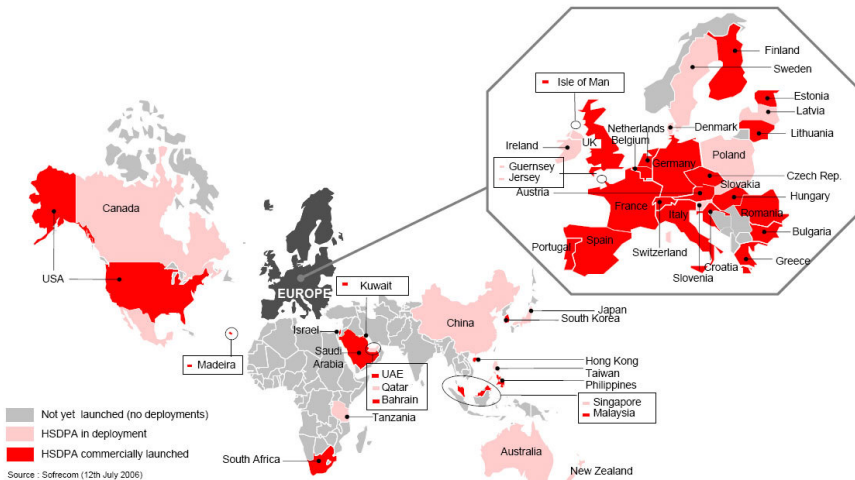 Finland
Sweden
Isle of Man
Estonia
Latvia
Netherlands
Denmark
Lithuania
Ireland
UK
Belgium
Poland
Guernsey
Jersey
Germany
Czech Rep.
Austria
Slovakia
Hungary
Canada
France
Romania
Italy
Bulgaria
Portugal
Spain
Switzerland
Croatia
Greece
Slovenia
USA
EUROPE
Kuwait
China
Japan
South Korea
Israel
Saudi
Arabia
Madeira
Hong Kong
UAE
Taiwan
Qatar
Philippines
Bahrain
Singapore
Malaysia
Tanzania
Not yet launched (no deployments)
HSDPA in deployment
HSDPA commercially launched
South Africa
Australia
New Zealand
Source : Sofrecom (12th July 2006)